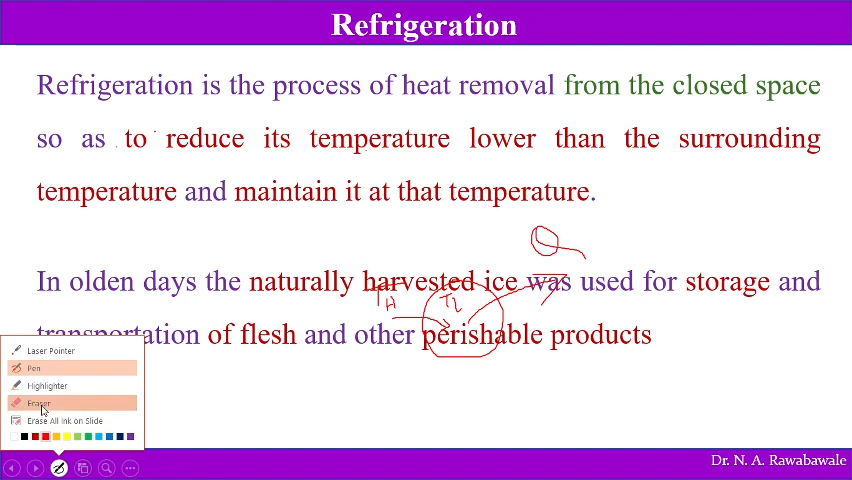 Refrigeration
Refrigeration is the process of heat removal from the closed space
so as to reduce its temperature lower than the surrounding
temperature and maintain it at that temperature.
Q
In olden days the naturally harvested ice was used for storage and
TH TL
transportation of flesh and other perishable products
Laser Pointer
Pen
Highlighter
Eraser
Erase All Ink on Slide
Dr. N. A. Rawabawale